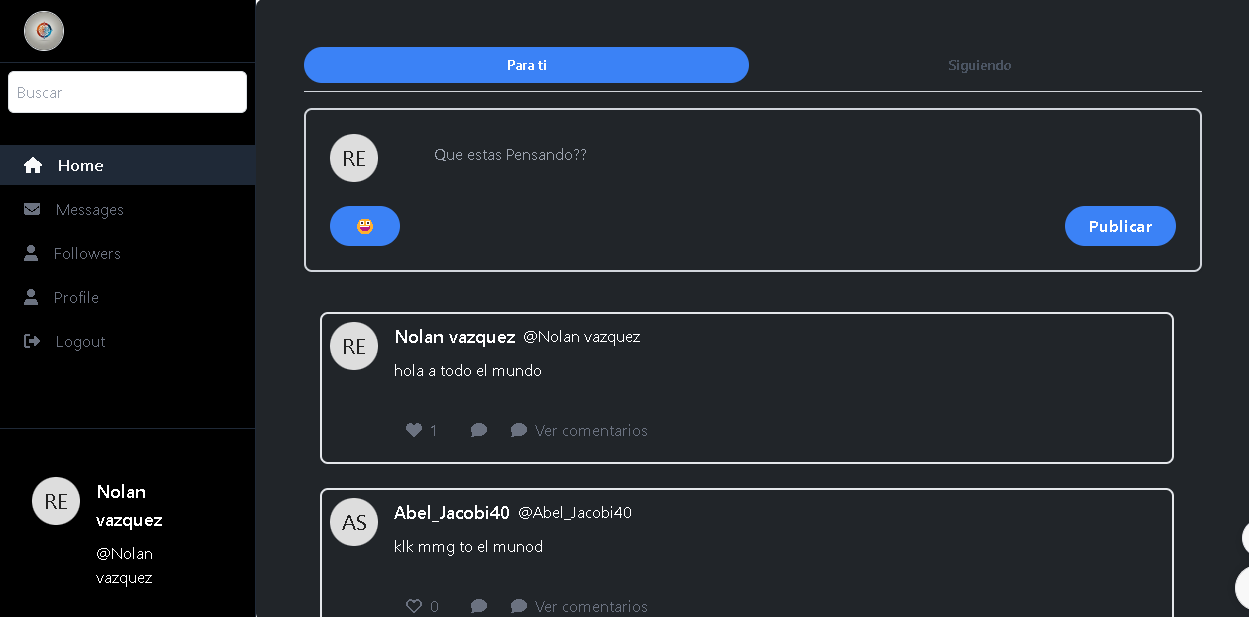 Buscar
Home
Messages
Followers
Profile
Logout
RE
Nolan
vazquez
@Nolan
vazquez
Para ti
Siguiendo
RE
Que estas Pensando??
Publicar
RE
Nolan vazquez @Nolan vazquez
hola a todo el mundo
1
Ver comentarios
AS
Abel_Jacobi40 @Abel_Jacobi40
klk mmg to el munod
0
Ver comentarios